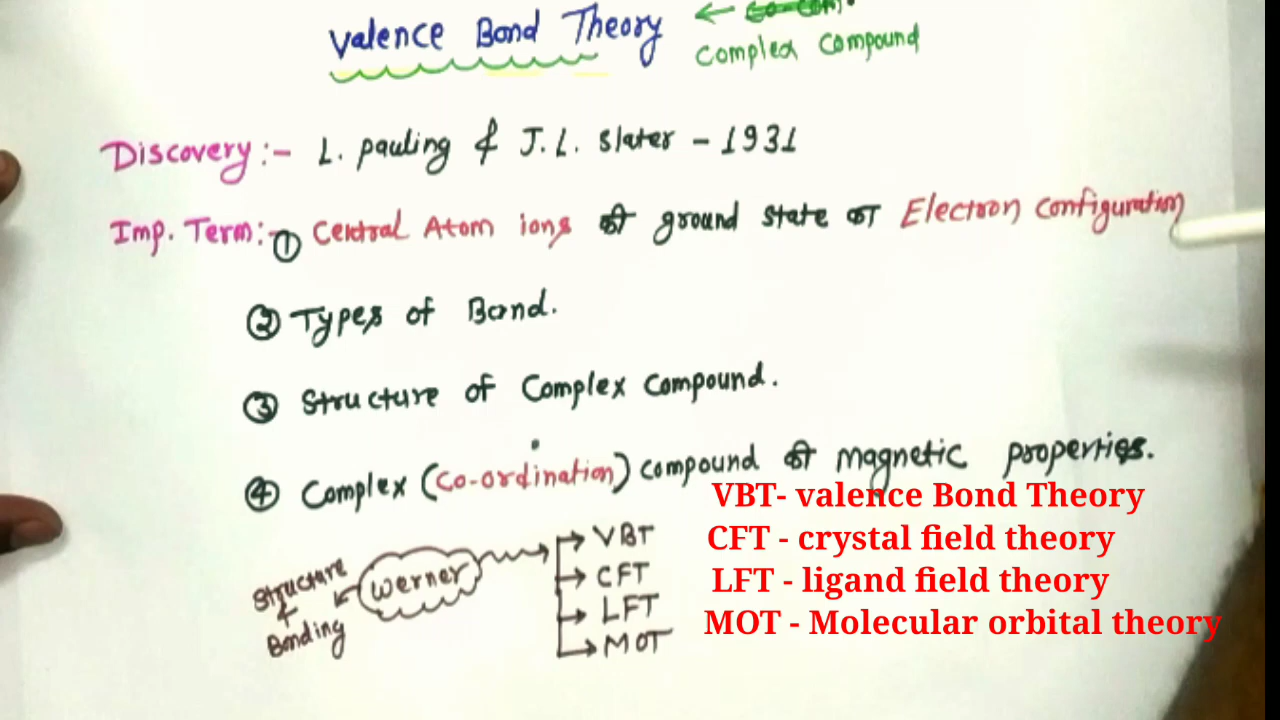 Valence Bond Theory ←
Complex Compound
Discovery :- L. pauling & J. L. Slater - 1931
Imp. Term:- ① Central Atom ions की ground state का Electron Configuration
② Types of Bond.
③ Structure of Complex Compound.
④ Complex (Co-ordination) Compound की magnetic properties.
VBT- valence Bond Theory
CFT - crystal field theory
LFT - ligand field theory
MOT - Molecular orbital theory
Structure
&
Bonding
Werner
→ VBT
→ CFT
→ LFT
→ MOT